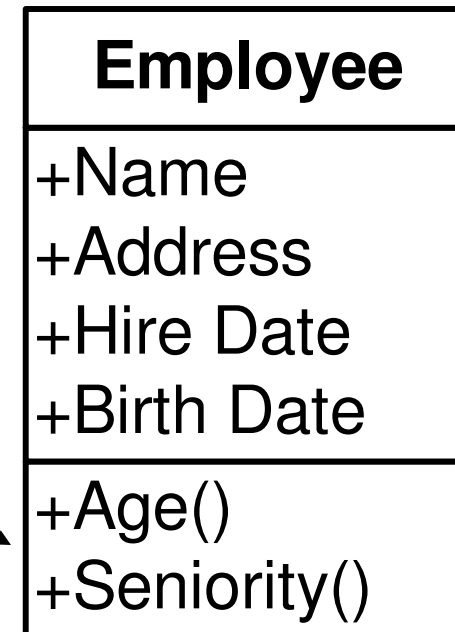 Employee
+Name
+Address
+Hire Date
+Birth Date
+Age()
+Seniority()